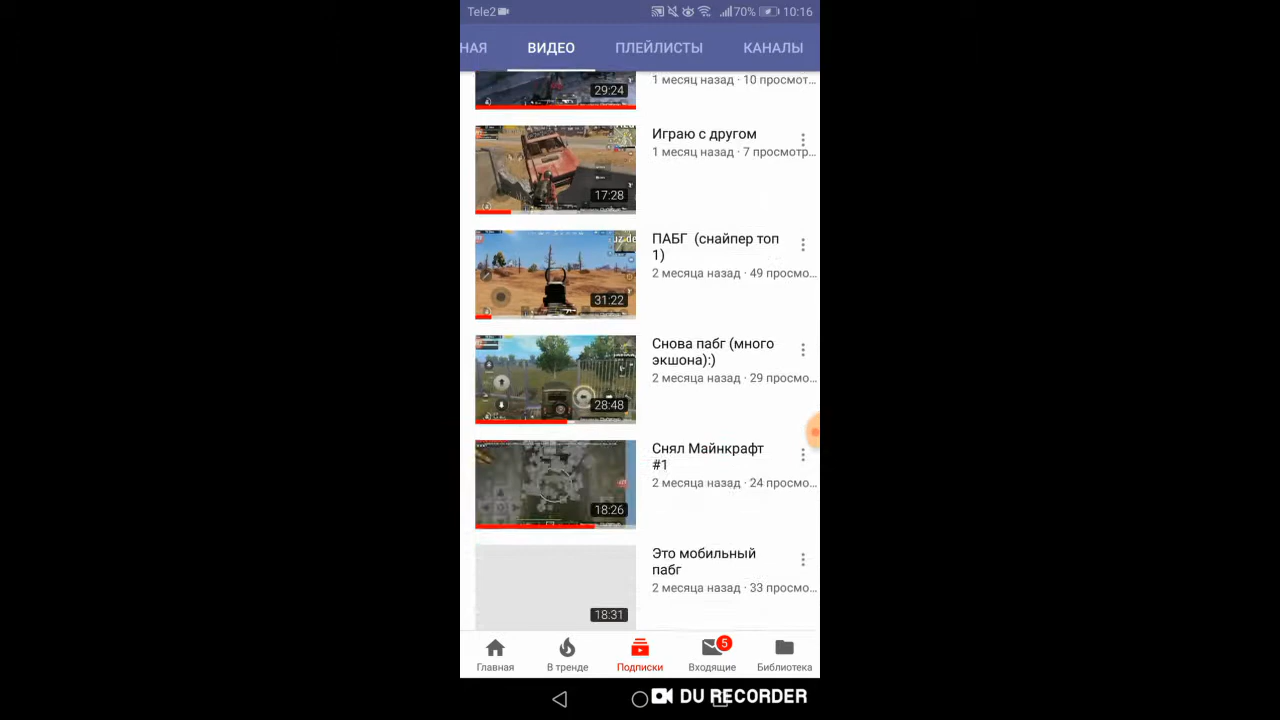 Tele2 70% 10:16
НАЯ ВИДЕО ПЛЕЙЛИСТЫ КАНАЛЫ
29:24
1 месяц назад · 10 просмот...
Играю с другом
1 месяц назад · 7 просмотр...
17:28
ПАБГ (снайпер топ
1)
2 месяца назад · 49 просмо...
31:22
Снова пабг (много
экшона):)
2 месяца назад · 29 просмо...
28:48
Снял Майнкрафт
#1
2 месяца назад · 24 просмо...
18:26
Это мобильный
пабг
2 месяца назад · 33 просмо...
18:31
5
Главная В тренде Подписки Входящие Библиотека
DU RECORDER